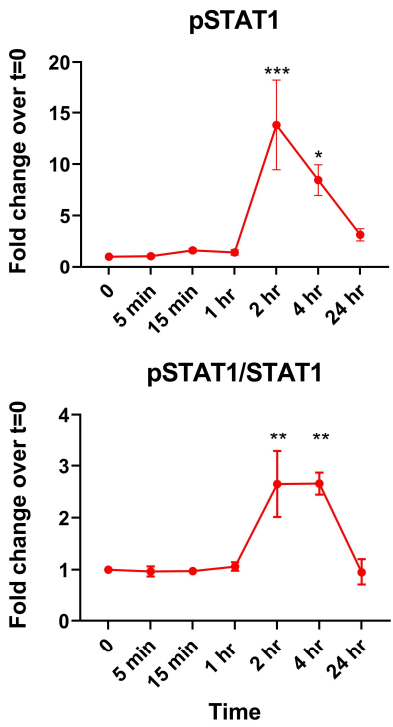 pSTAT1
Fold change over t=0
20
15
10
5
0
***
*
0
5 min
15 min
1 hr
2 hr
4 hr
24 hr
pSTAT1/STAT1
Fold change over t=0
4
3
2
1
0
** **
0
5 min
15 min
1 hr
2 hr
4 hr
24 hr
Time